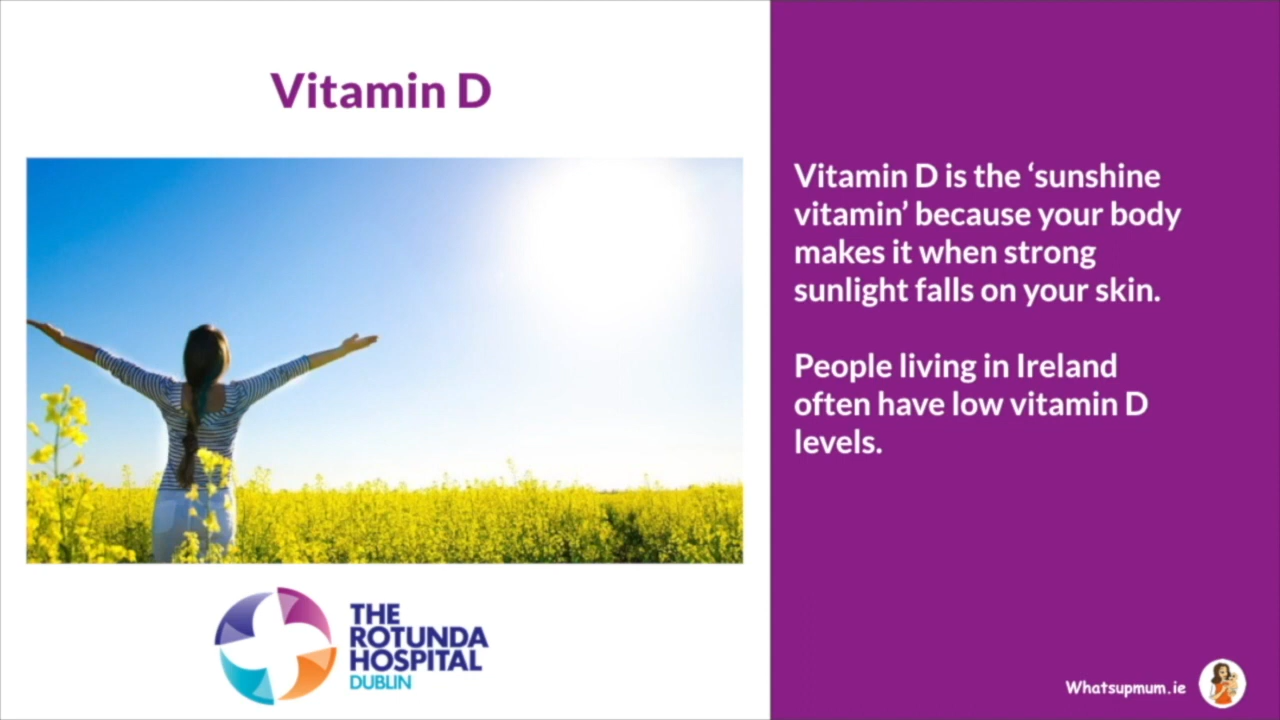 Vitamin D
Vitamin D is the ‘sunshine
vitamin’ because your body
makes it when strong
sunlight falls on your skin.
People living in Ireland
often have low vitamin D
levels.
THE
ROTUNDA
HOSPITAL
DUBLIN
Whatsupmum.ie